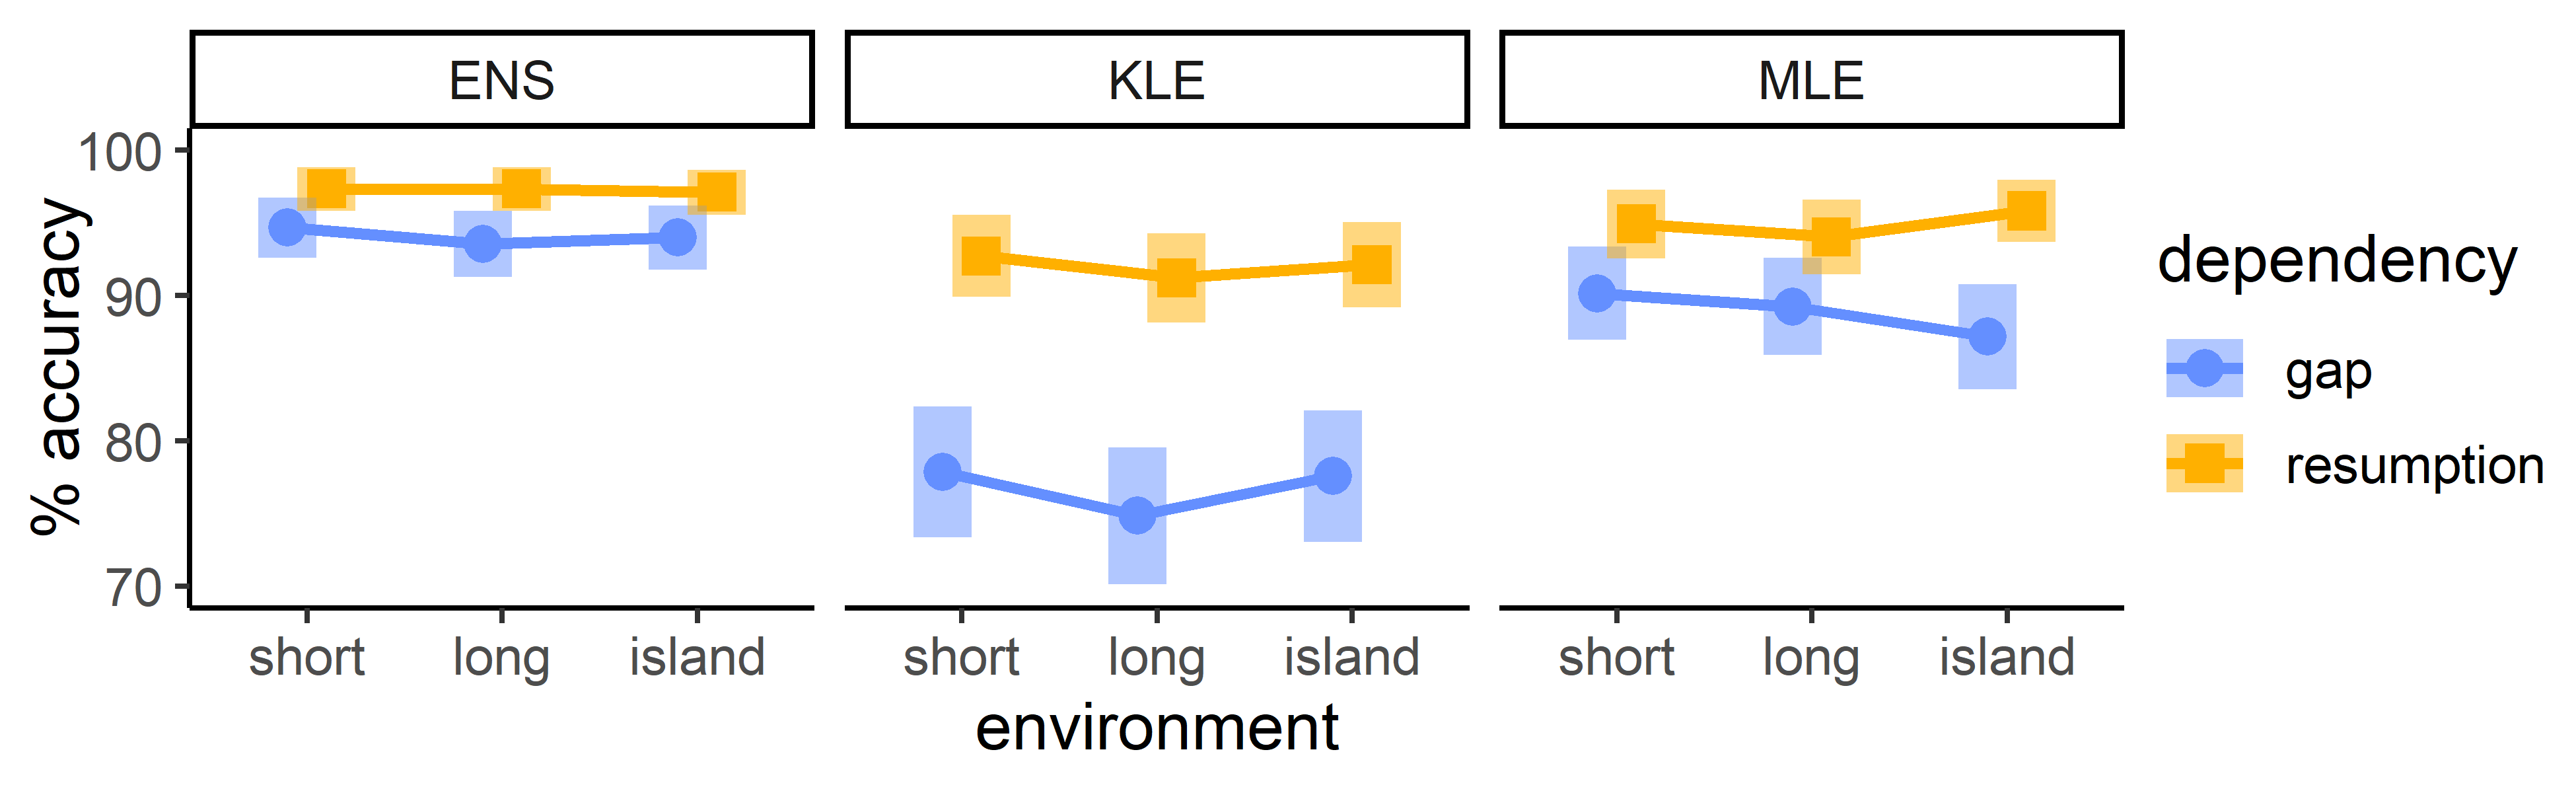 ENS
KLE
MLE
% accuracy
100
90
80
70
short long island
short long island
short long island
environment
dependency
gap
resumption